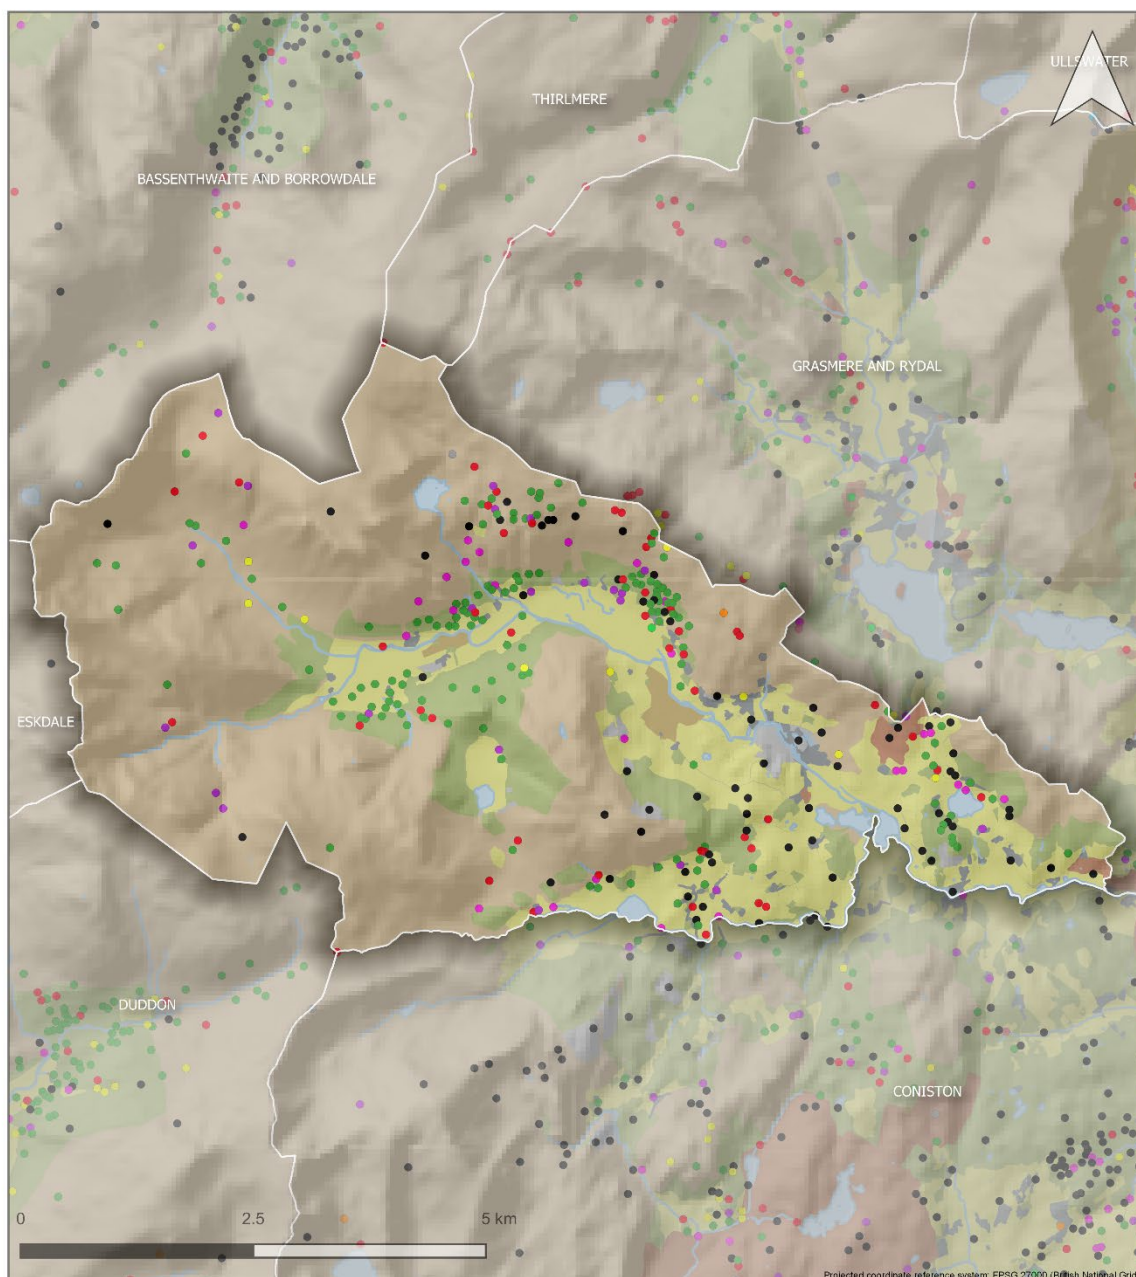 ULLSWATER
THIRLMERE
BASSENTHWAITE AND BORROWDALE
GRASMERE AND RYDAL
ESKDALE
DUDDON
CONISTON
0 2.5 5 km
Projected coordinate reference system: EPSG 27000 (British National Grid